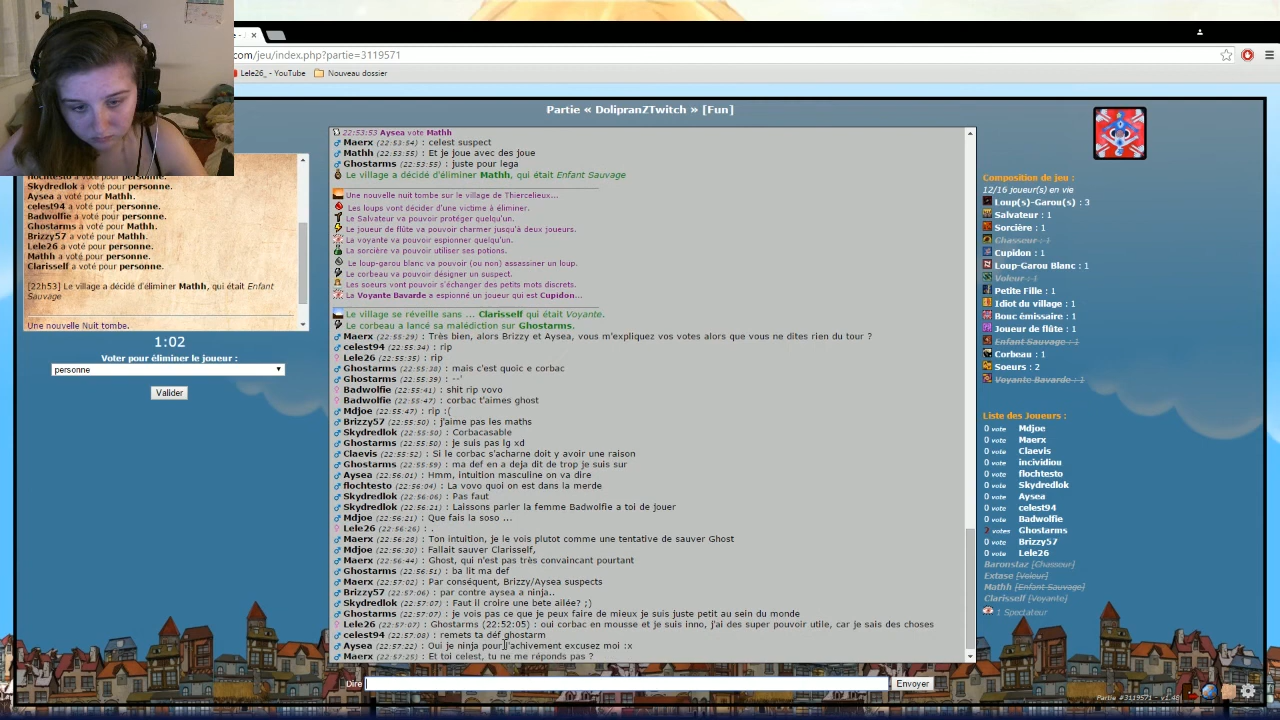 .com/jeu/index.php?partie=3119571
Lele26_ - YouTube
Nouveau dossier
Partie « DolipranZTwitch » [Fun]
Skydredlok a voté pour personne.
Aysea a voté pour Mathh.
celest94 a voté pour personne.
Badwolfie a voté pour personne.
Ghostarms a voté pour Mathh.
Brizzy57 a voté pour Mathh.
Lele26 a voté pour personne.
Mathh a voté pour personne.
Clarisself a voté pour personne.
[22h53] Le village a décidé d'éliminer Mathh, qui était Enfant
Sauvage
Une nouvelle Nuit tombe.
1:02
Voter pour éliminer le joueur :
personne
Valider
22:53:53 Aysea vote Mathh
Maerx (22:53:54) : celest suspect
Mathh (22:53:54) : Et je joue avec des joue
Ghostarms (22:53:55) : juste pour lega
Le village a décidé d'éliminer Mathh, qui était Enfant Sauvage
Une nouvelle nuit tombe sur le village de Thiercelieux...
Les loups vont décider d'une victime à éliminer.
Le Salvateur va pouvoir protéger quelqu'un.
Le joueur de flûte va pouvoir charmer jusqu'à deux joueurs.
La voyante va pouvoir espionner quelqu'un.
La sorcière va pouvoir utiliser ses potions.
Le loup-garou blanc va pouvoir (ou non) assassiner un loup.
Le corbeau va pouvoir désigner un suspect.
Les soeurs vont pouvoir s'échanger des petits mots discrets.
La Voyante Bavarde a espionné un joueur qui est Cupidon...
Le village se réveille sans ... Clarisself qui était Voyante.
Le corbeau a lancé sa malédiction sur Ghostarms.
Maerx (22:55:29) : Très bien, alors Brizzy et Aysea, vous m'expliquez vos votes alors que vous ne dites rien du tour ?
celest94 (22:55:34) : rip
Lele26 (22:55:35) : rip
Ghostarms (22:55:38) : mais c'est quoic e corbac
Ghostarms (22:55:39) : --'
Badwolfie (22:55:41) : shit rip vovo
Badwolfie (22:55:47) : corbac t'aimes ghost
Mdjoe (22:55:47) : rip :(
Brizzy57 (22:55:50) : J'aime pas les maths
Skydredlok (22:55:50) : Corbacasable
Ghostarms (22:55:50) : je suis pas lg xd
Claevis (22:55:52) : Si le corbac s'acharne doit y avoir une raison
Ghostarms (22:55:59) : ma def en a deja dit de trop je suis sur
Aysea (22:56:01) : Hmm, intuition masculine on va dire
flochtesto (22:56:04) : La vovo quoi on est dans la merde
Skydredlok (22:56:06) : Pas faut
Skydredlok (22:56:21) : Laissons parler la femme Badwolfie a toi de jouer
Mdjoe (22:56:21) : Que fais la soso ...
Lele26 (22:56:26) : .
Maerx (22:56:28) : Ton intuition, je le vois plutot comme une tentative de sauver Ghost
Mdjoe (22:56:30) : Fallait sauver Clarisself,
Maerx (22:56:44) : Ghost, qui n'est pas très convaincant pourtant
Ghostarms (22:56:51) : ba lit ma def
Maerx (22:57:02) : Par conséquent, Brizzy/Aysea suspects
Brizzy57 (22:57:06) : par contre aysea a ninja..
Skydredlok (22:57:07) : Faut il croire une bete ailée? ;)
Ghostarms (22:57:07) : je vous dis ce que je peux faire de mieux je suis juste petit au sein du monde
Lele26 (22:57:07) : Ghostarms (22:52:05) : oui corbac en mousse et je suis inno, j'ai des super pouvoir utile, car je sais des choses
celest94 (22:57:08) : remets ta déf ghostarm
Aysea (22:57:22) : Oui je ninja pour l'achivement excusez moi :x
Maerx (22:57:25) : Et toi celest, tu ne me réponds pas ?
Dire
Envoyer
Composition de jeu :
12/16 joueur(s) en vie
Loup(s)-Garou(s) : 3
Salvateur : 1
Sorcière : 1
Chasseur : 1
Cupidon : 1
Loup-Garou Blanc : 1
Voleur : 1
Petite Fille : 1
Idiot du village : 1
Bouc émissaire : 1
Joueur de flûte : 1
Enfant Sauvage : 1
Corbeau : 1
Soeurs : 2
Voyante Bavarde : 1
Liste des Joueurs :
0 vote Mdjoe
0 vote Maerx
0 vote Claevis
0 vote incividiou
0 vote flochtesto
0 vote Skydredlok
0 vote Aysea
0 vote celest94
0 vote Badwolfie
2 votes Ghostarms
0 vote Brizzy57
0 vote Lele26
Baronstaz [Chasseur]
Extase [Voleur]
Mathh [Enfant Sauvage]
Clarisself [Voyante]
1 Spectateur
Partie #3119571 - v1.48